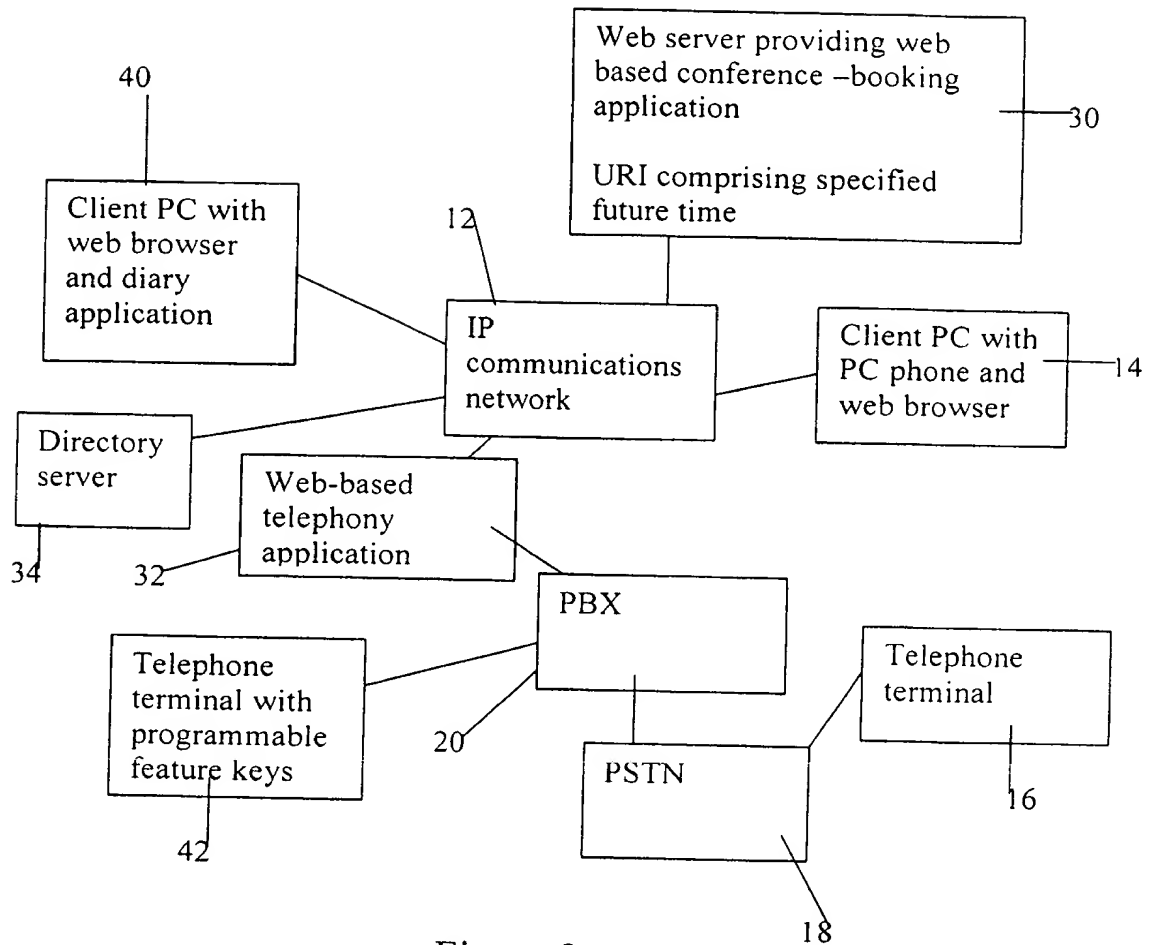 Web server providing web
based conference –booking
application
URI comprising specified
future time
30
40
Client PC with
web browser
and diary
application
12
IP
communications
network
Client PC with
PC phone and
web browser
14
Directory
server
34
Web-based
telephony
application
32
PBX
20
Telephone
terminal with
programmable
feature keys
42
Telephone
terminal
16
PSTN
18